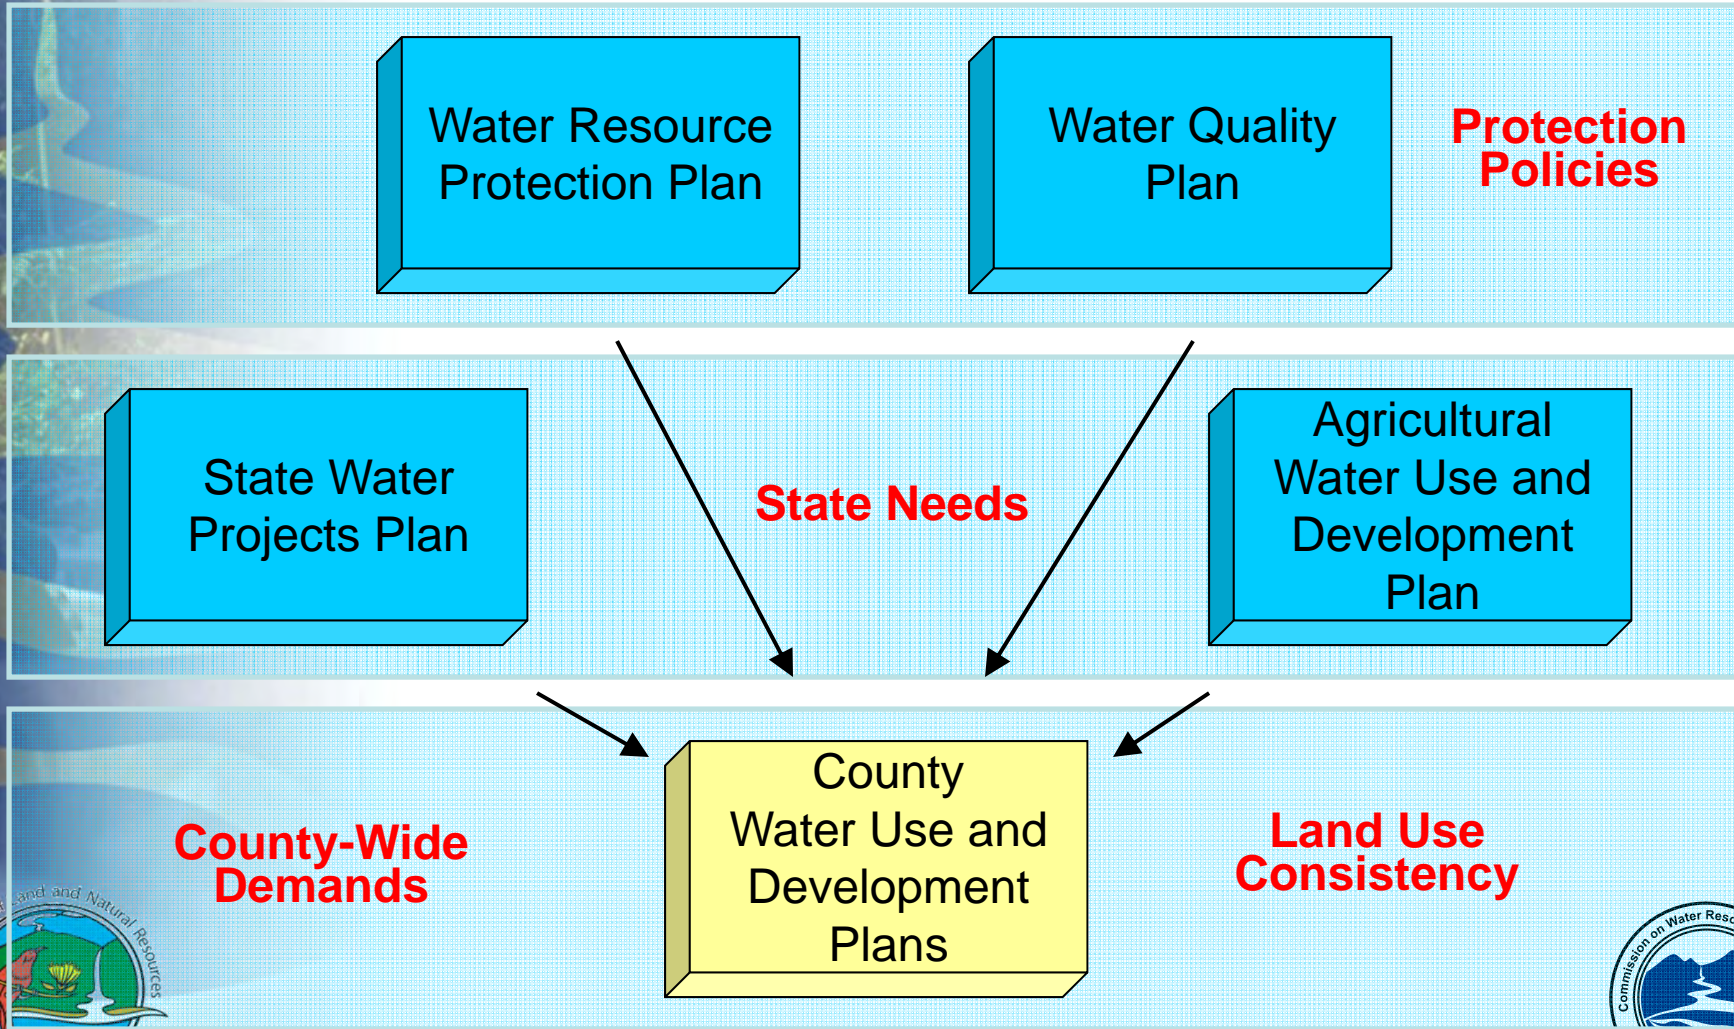 Water Resource
Protection Plan
Water Quality
Plan
Protection
Policies
State Water
Projects Plan
State Needs
Agricultural
Water Use and
Development
Plan
County-Wide
Demands
County
Water Use and
Development
Plans
Land Use
Consistency
Land and Natural Resources
Commission on Water